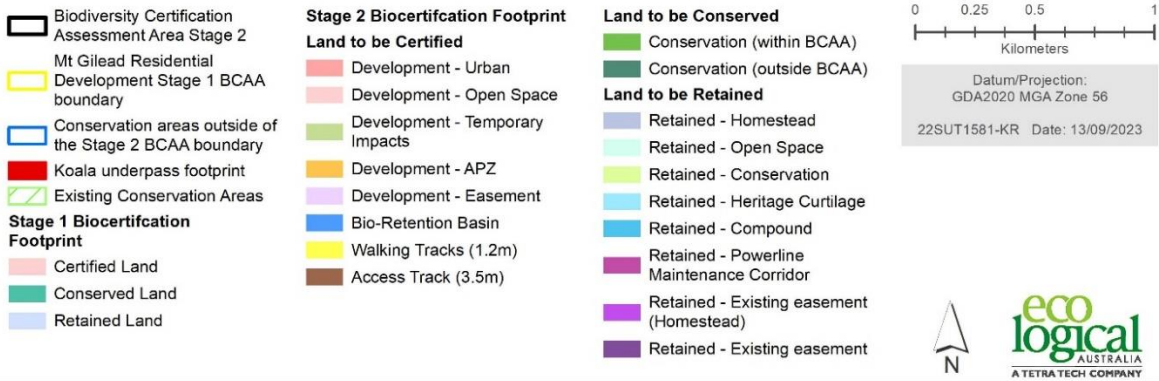 Biodiversity Certification
Assessment Area Stage 2
Mt Gilead Residential
Development Stage 1 BCAA
boundary
Conservation areas outside of
the Stage 2 BCAA boundary
Koala underpass footprint
Existing Conservation Areas
Stage 1 Biocertifcation
Footprint
Certified Land
Conserved Land
Retained Land
Stage 2 Biocertifcation Footprint
Land to be Certified
Development - Urban
Development - Open Space
Development - Temporary
Impacts
Development - APZ
Development - Easement
Bio-Retention Basin
Walking Tracks (1.2m)
Access Track (3.5m)
Land to be Conserved
Conservation (within BCAA)
Conservation (outside BCAA)
Land to be Retained
Retained - Homestead
Retained - Open Space
Retained - Conservation
Retained - Heritage Curtilage
Retained - Compound
Retained - Powerline
Maintenance Corridor
Retained - Existing easement
(Homestead)
Retained - Existing easement
0 0.25 0.5 1
Kilometers
Datum/Projection:
GDA2020 MGA Zone 56
22SUT1581-KR Date: 13/09/2023
N
eco
logical
AUSTRALIA
A TETRA TECH COMPANY